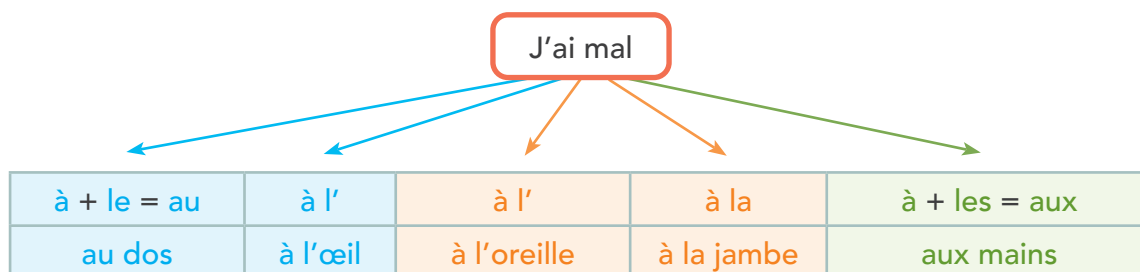 J'ai mal
à + le = au à l' à l' à la à + les = aux
au dos à l'œil à l'oreille à la jambe aux mains